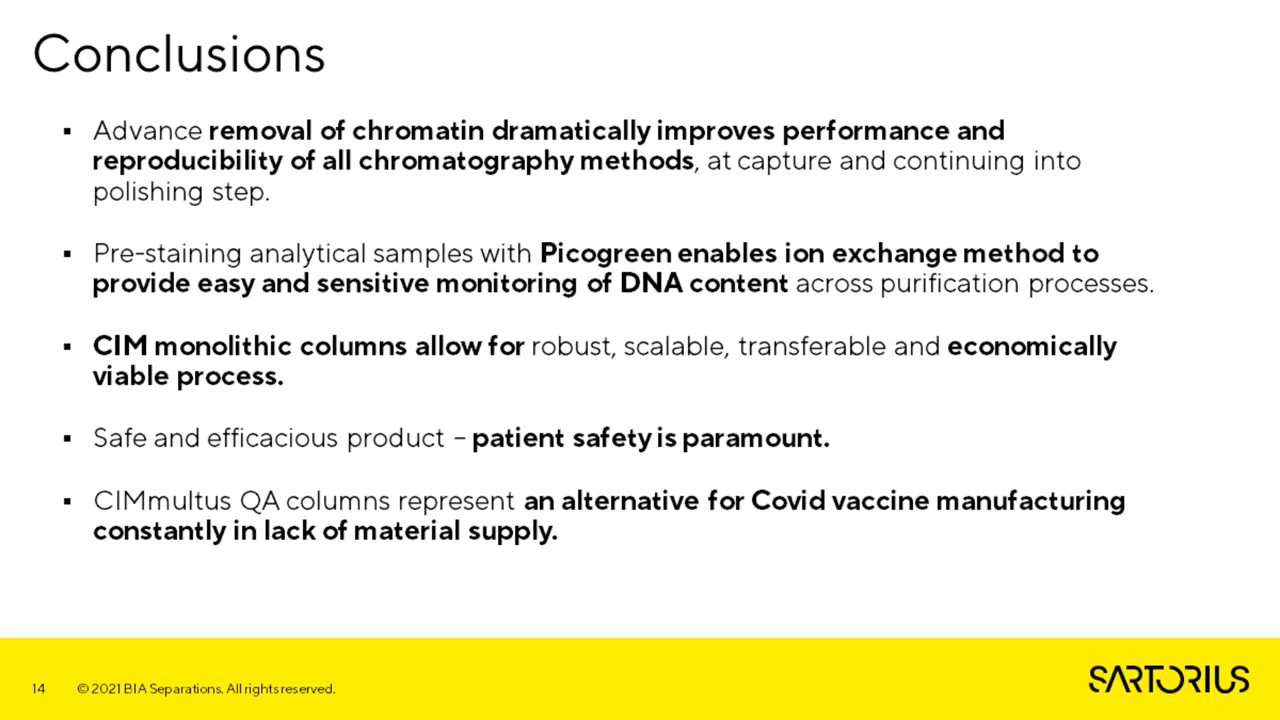 Conclusions
▪ Advance removal of chromatin dramatically improves performance and
reproducibility of all chromatography methods, at capture and continuing into
polishing step.
▪ Pre-staining analytical samples with Picogreen enables ion exchange method to
provide easy and sensitive monitoring of DNA content across purification processes.
▪ CIM monolithic columns allow for robust, scalable, transferable and economically
viable process.
▪ Safe and efficacious product – patient safety is paramount.
▪ CIMmultus QA columns represent an alternative for Covid vaccine manufacturing
constantly in lack of material supply.
14 © 2021 BIA Separations. All rights reserved.
SARTORIUS